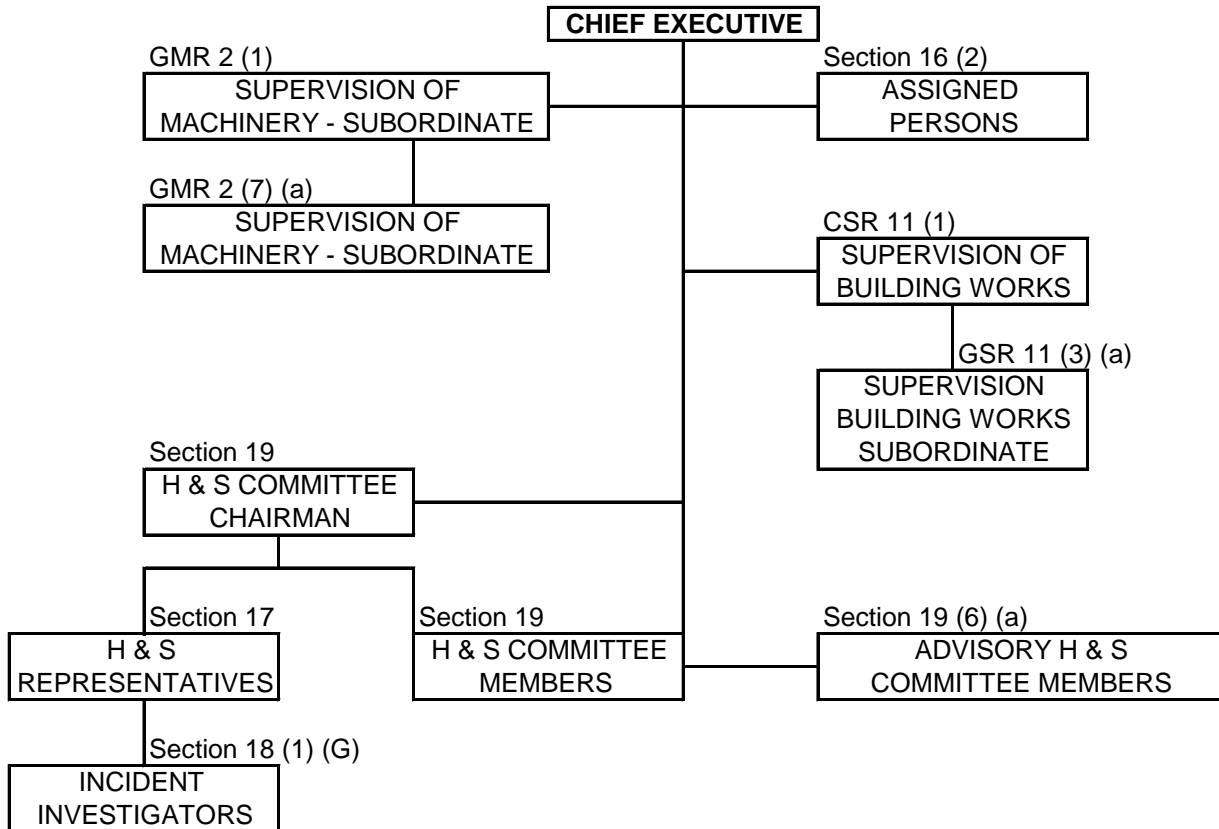 CHIEF EXECUTIVE
GMR 2 (1)
SUPERVISION OF
MACHINERY - SUBORDINATE
Section 16 (2)
ASSIGNED
PERSONS
GMR 2 (7) (a)
SUPERVISION OF
MACHINERY - SUBORDINATE
CSR 11 (1)
SUPERVISION OF
BUILDING WORKS
GSR 11 (3) (a)
SUPERVISION
BUILDING WORKS
SUBORDINATE
Section 19
H & S COMMITTEE
CHAIRMAN
Section 17
H & S
REPRESENTATIVES
Section 19
H & S COMMITTEE
MEMBERS
Section 19 (6) (a)
ADVISORY H & S
COMMITTEE MEMBERS
Section 18 (1) (G)
INCIDENT
INVESTIGATORS